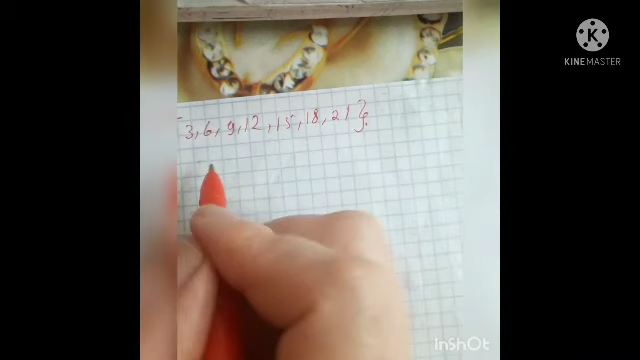 KINEMASTER
3, 6, 9, 12, 15, 18, 21}.
InShOt